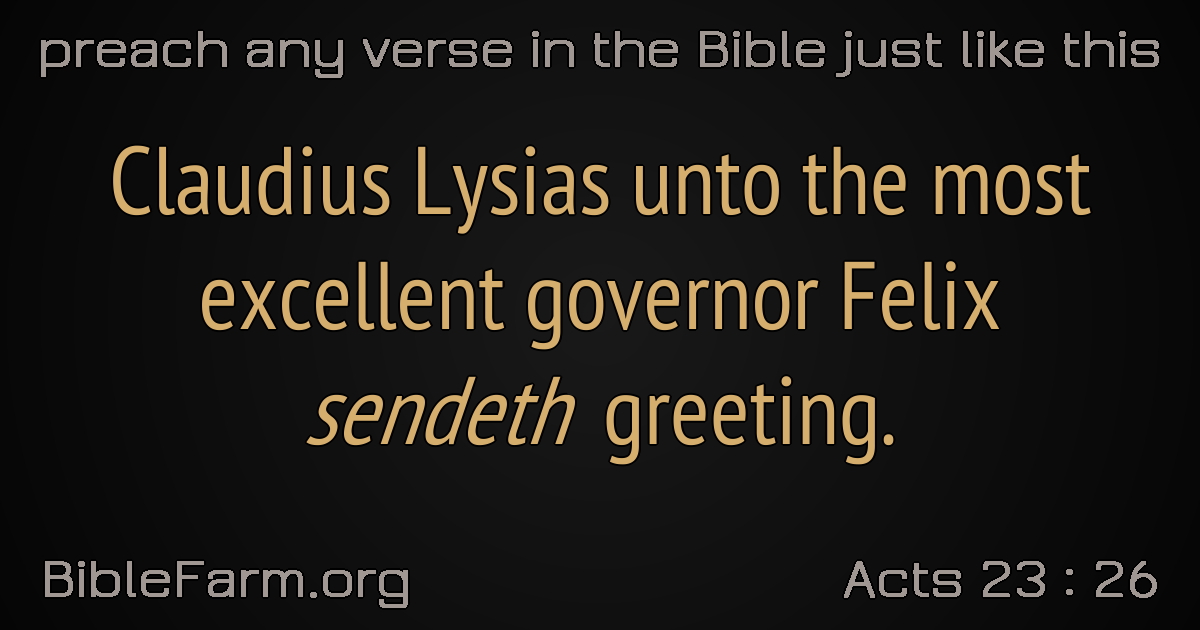 preach any verse in the Bible just like this
Claudius Lysias unto the most
excellent governor Felix
sendeth greeting.
BibleFarm.org
Acts 23 : 26